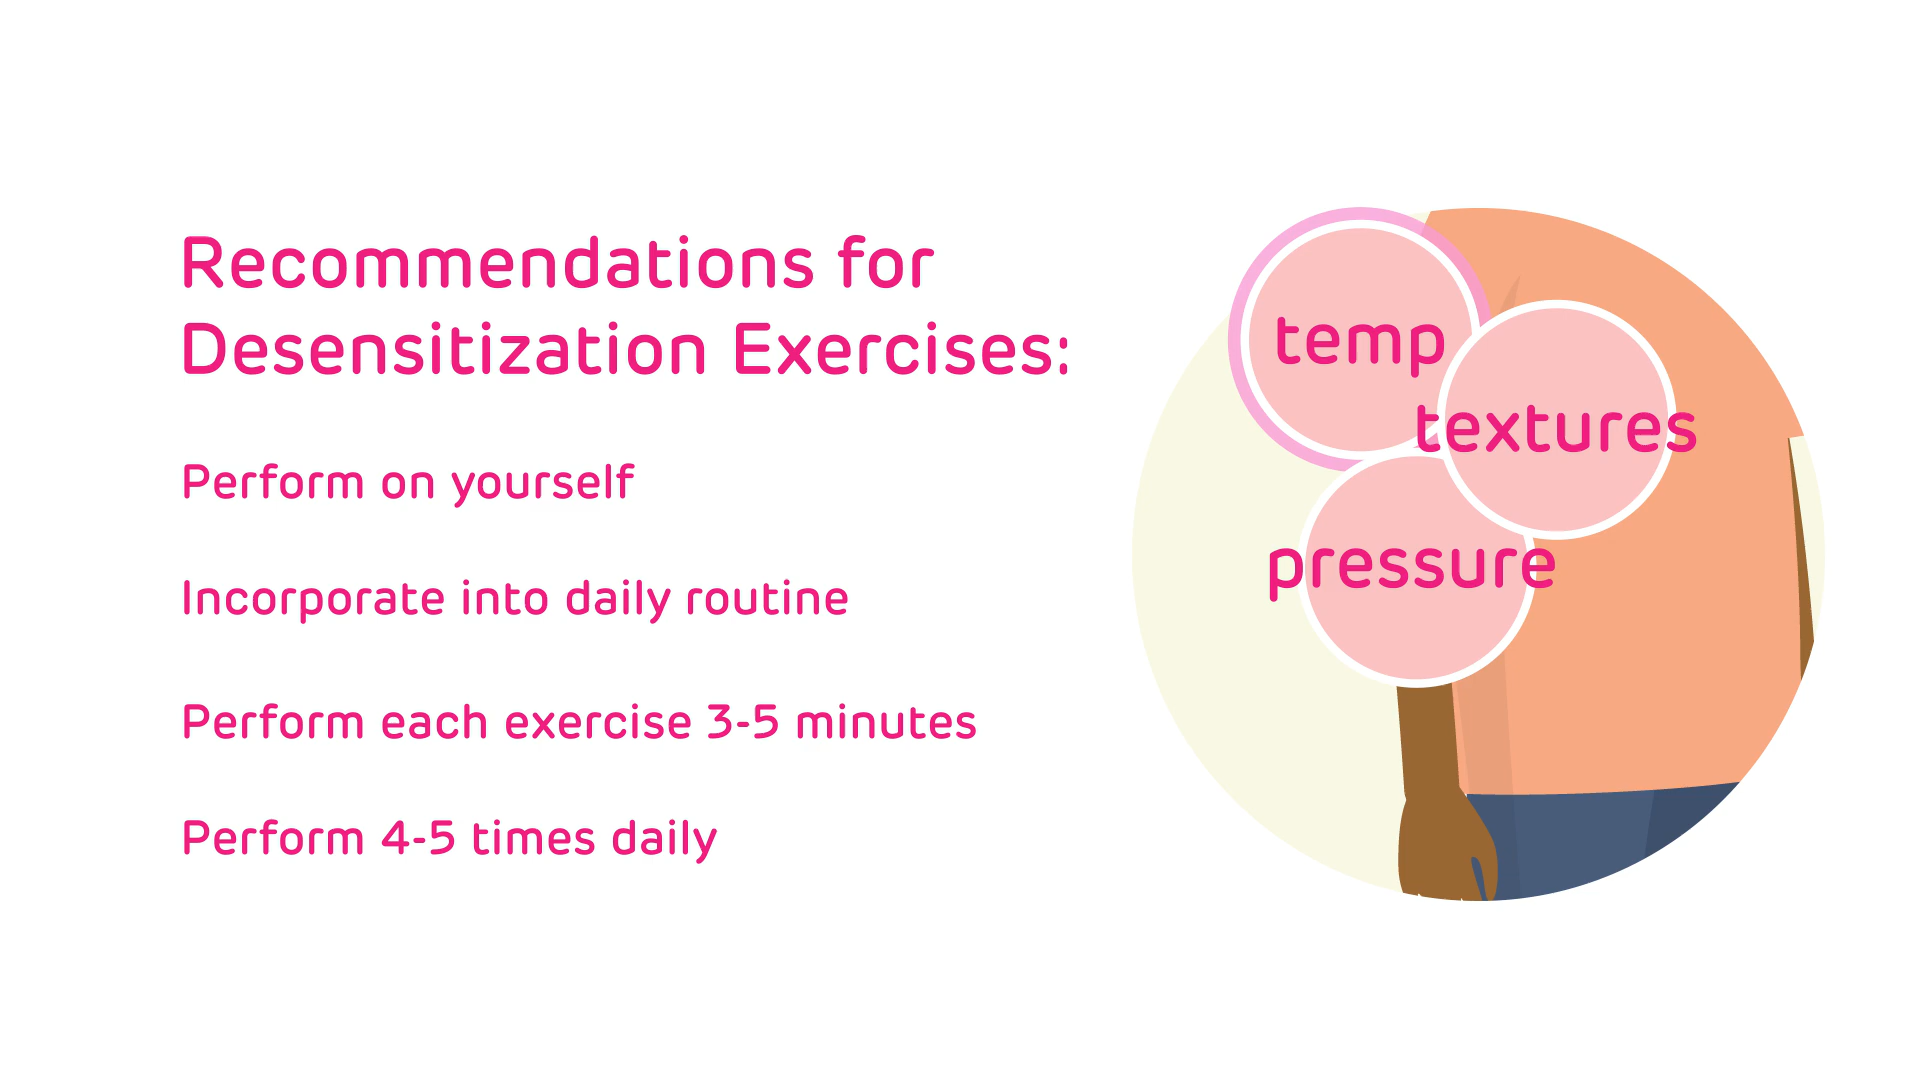 Recommendations for
Desensitization Exercises:
Perform on yourself
Incorporate into daily routine
Perform each exercise 3-5 minutes
Perform 4-5 times daily
temp
textures
pressure